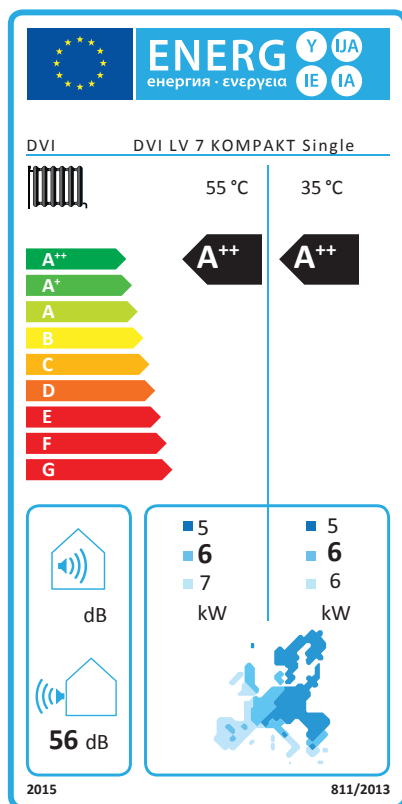 ENERG Y IJA
енергия · ενεργεια IE IA
DVI DVI LV 7 KOMPAKT Single
55 °C 35 °C
A++ A++ A++
A+
A
B
C
D
E
F
G
5 5
6 6
7 6
dB kW kW
56 dB
2015 811/2013